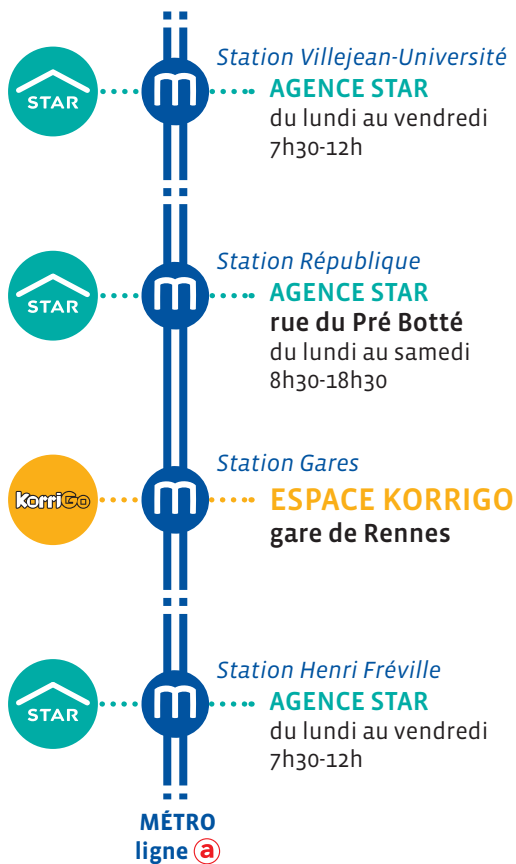 Station Villejean-Université
STAR
m
AGENCE STAR
du lundi au vendredi
7h30-12h
Station République
STAR
m
AGENCE STAR
rue du Pré Botté
du lundi au samedi
8h30-18h30
Station Gares
KorriGo
m
ESPACE KORRIGO
gare de Rennes
Station Henri Fréville
STAR
m
AGENCE STAR
du lundi au vendredi
7h30-12h
MÉTRO
ligne a